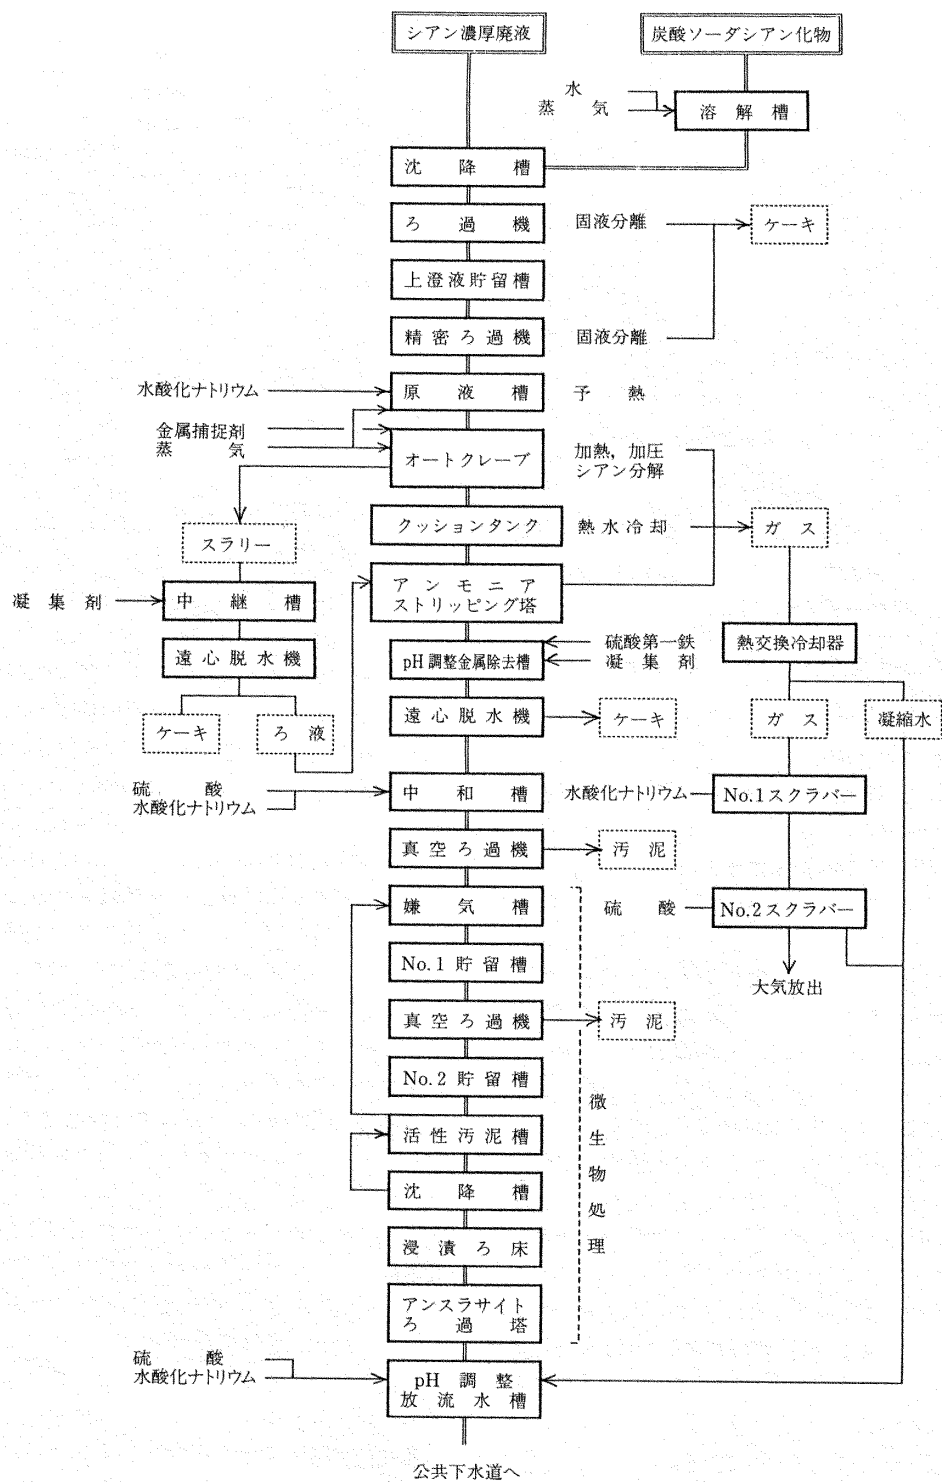 シアン濃厚廃液
炭酸ソーダシアン化物
水
蒸気
溶解槽
沈降槽
ろ過機
固液分離
ケーキ
上澄液貯留槽
精密ろ過機
固液分離
水酸化ナトリウム
原液槽
予熱
金属捕捉剤
蒸気
オートクレーブ
加熱，加圧
シアン分解
クッションタンク
熱水冷却
ガス
スラリー
アンモニア
ストリッピング塔
凝集剤
中継槽
硫酸第一鉄
凝集剤
熱交換冷却器
遠心脱水機
pH調整金属除去槽
ケーキ
ろ液
遠心脱水機
ケーキ
ガス
凝縮水
硫酸
水酸化ナトリウム
中和槽
水酸化ナトリウム
No.1スクラバー
真空ろ過機
汚泥
嫌気槽
硫酸
No.2スクラバー
No.1貯留槽
大気放出
真空ろ過機
汚泥
No.2貯留槽
微生物処理
活性汚泥槽
沈降槽
浸漬ろ床
アンスラサイト
ろ過塔
硫酸
水酸化ナトリウム
pH調整
放流水槽
公共下水道へ